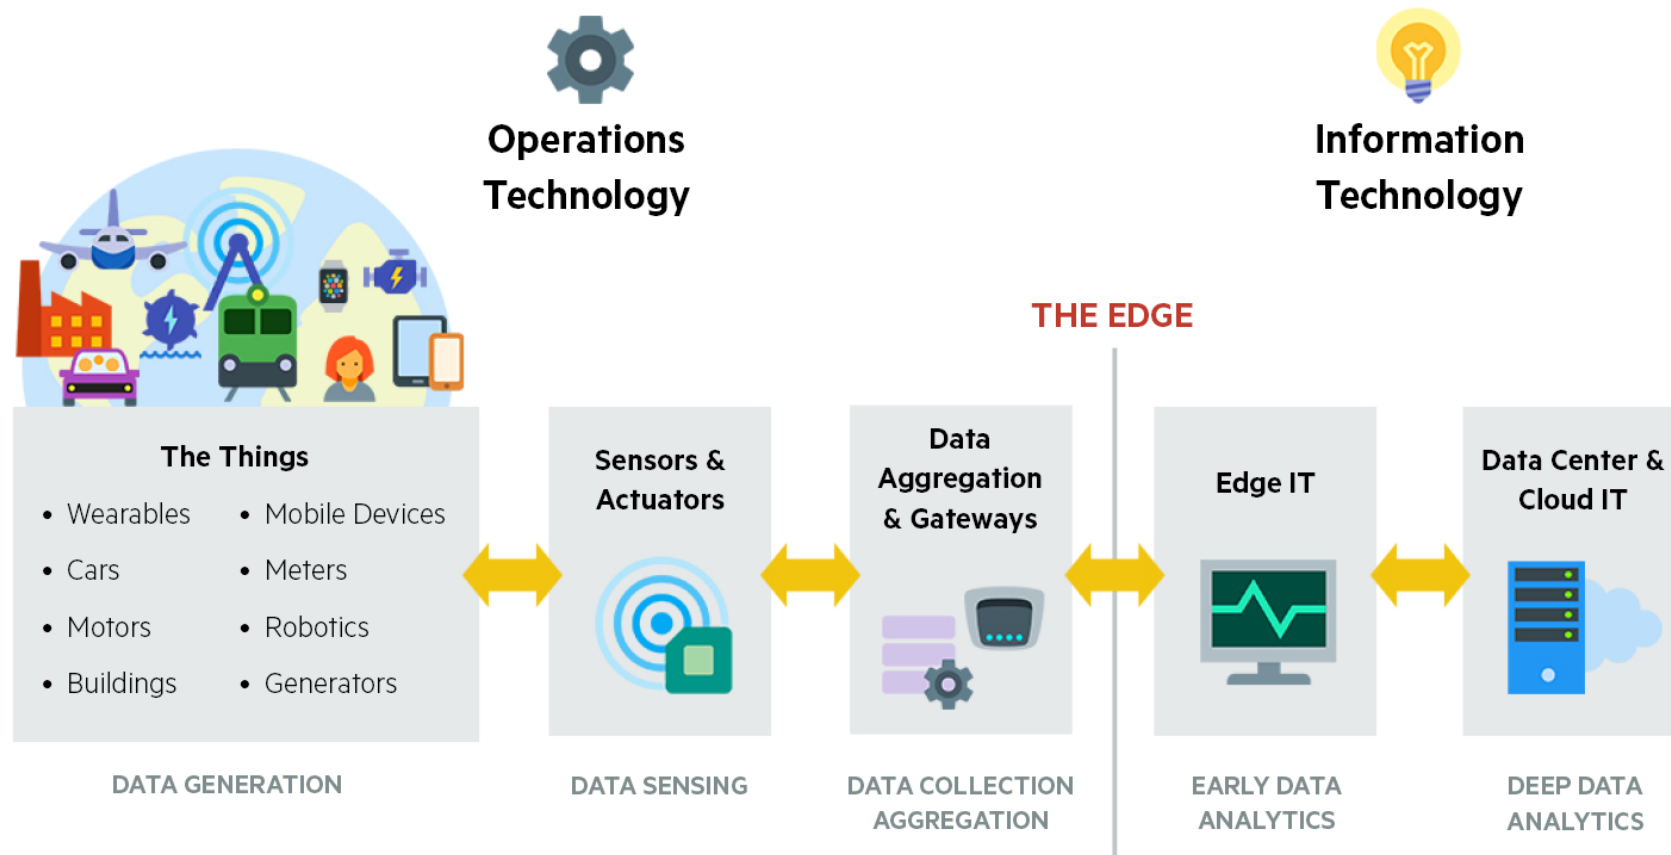 Operations
Technology
Information
Technology
THE EDGE
The Things
• Wearables
• Cars
• Motors
• Buildings
• Mobile Devices
• Meters
• Robotics
• Generators
Sensors &
Actuators
Data
Aggregation
& Gateways
Edge IT
Data Center &
Cloud IT
DATA GENERATION
DATA SENSING
DATA COLLECTION
AGGREGATION
EARLY DATA
ANALYTICS
DEEP DATA
ANALYTICS